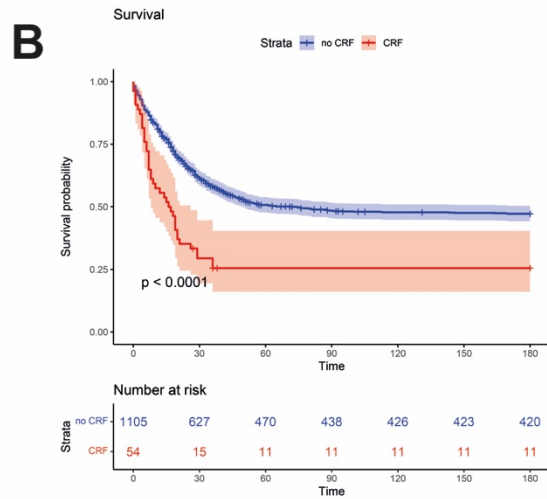 B
Survival
Strata no CRF CRF
Survival probability
1.00
0.75
0.50
0.25
0.00
p < 0.0001
0 30 60 90 120 150 180
Time
Number at risk
Strata
no CRF 1105 627 470 438 426 423 420
CRF 54 15 11 11 11 11 11
0 30 60 90 120 150 180
Time